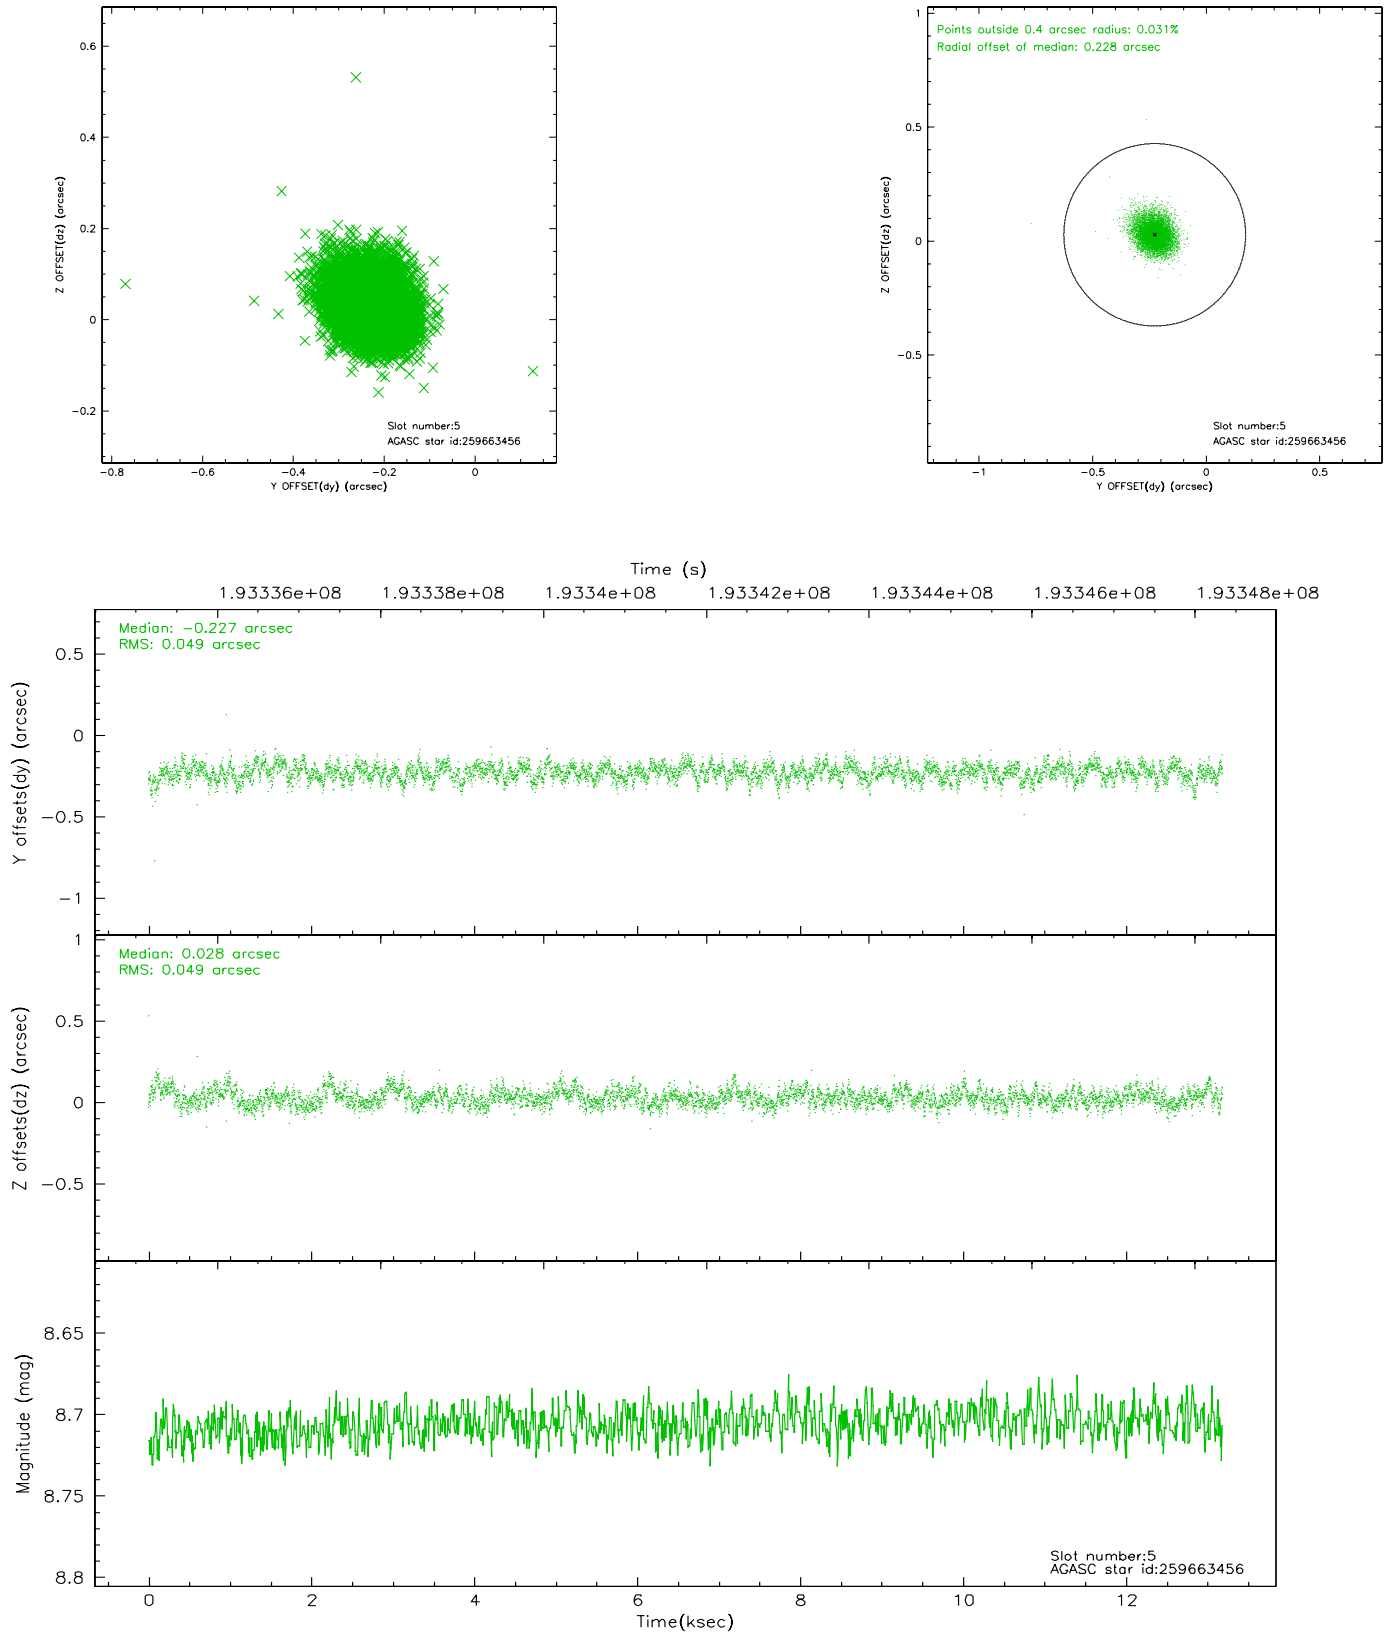 0.6
0.4
0.2
0
−0.2
Z OFFSET(dz) (arcsec)
Slot number:5
AGASC star id:259663456
−0.8 −0.6 −0.4 −0.2 0
Y OFFSET(dy) (arcsec)
Points outside 0.4 arcsec radius: 0.031%
Radial offset of median: 0.228 arcsec
1
0.5
0
−0.5
Z OFFSET(dz) (arcsec)
Slot number:5
AGASC star id:259663456
−1 −0.5 0 0.5
Y OFFSET(dy) (arcsec)
Time (s)
1.93336e+08 1.93338e+08 1.9334e+08 1.93342e+08 1.93344e+08 1.93346e+08 1.93348e+08
Median: −0.227 arcsec
RMS: 0.049 arcsec
0.5
0
−0.5
−1
Y offsets(dy) (arcsec)
Median: 0.028 arcsec
RMS: 0.049 arcsec
1
0.5
0
−0.5
Z offsets(dz) (arcsec)
8.65
8.7
8.75
8.8
Magnitude (mag)
Slot number:5
AGASC star id:259663456
0 2 4 6 8 10 12
Time(ksec)